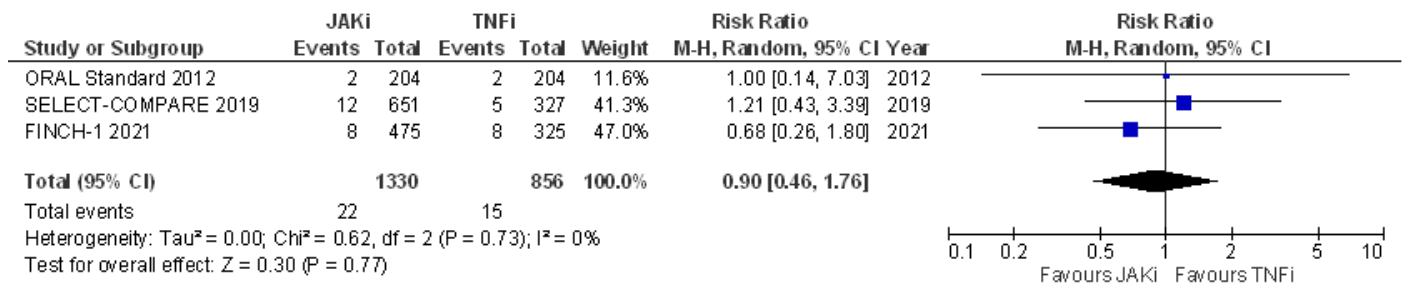 JAKi TNFi Risk Ratio Risk Ratio
Study or Subgroup Events Total Events Total Weight M-H, Random, 95% CI Year M-H, Random, 95% CI
ORAL Standard 2012 2 204 2 204 11.6% 1.00 [0.14, 7.03] 2012
SELECT-COMPARE 2019 12 651 5 327 41.3% 1.21 [0.43, 3.39] 2019
FINCH-1 2021 8 475 8 325 47.0% 0.68 [0.26, 1.80] 2021
Total (95% CI) 1330 856 100.0% 0.90 [0.46, 1.76]
Total events 22 15
Heterogeneity: Tau² = 0.00; Chi² = 0.62, df = 2 (P = 0.73); I² = 0%
Test for overall effect: Z = 0.30 (P = 0.77)
0.1 0.2 0.5 1 2 5 10
Favours JAKi Favours TNFi